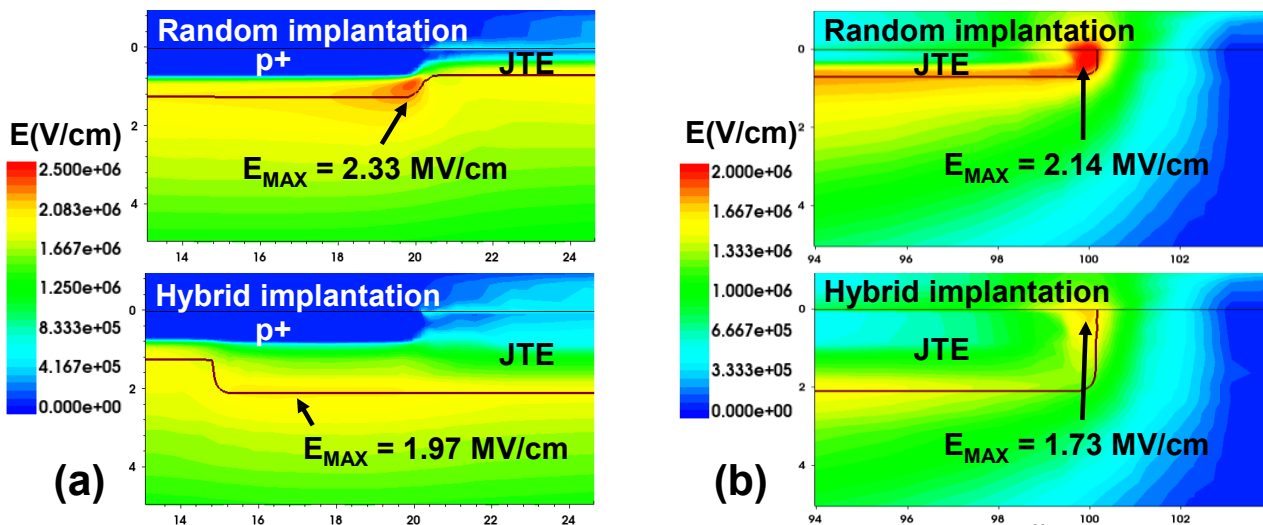 Random implantation
p+
JTE
0
2
4
E(V/cm)
2.500e+06
2.083e+06
1.667e+06
1.250e+06
8.333e+05
4.167e+05
0.000e+00
E_MAX = 2.33 MV/cm
14 16 18 20 22 24
Hybrid implantation
p+
JTE
0
2
4
E_MAX = 1.97 MV/cm
14 16 18 20 22 24
(a)
Random implantation
JTE
0
2
4
E(V/cm)
2.000e+06
1.667e+06
1.333e+06
1.000e+06
6.667e+05
3.333e+05
0.000e+00
E_MAX = 2.14 MV/cm
94 96 98 100 102
Hybrid implantation
JTE
0
2
4
E_MAX = 1.73 MV/cm
94 96 98 100 102
(b)